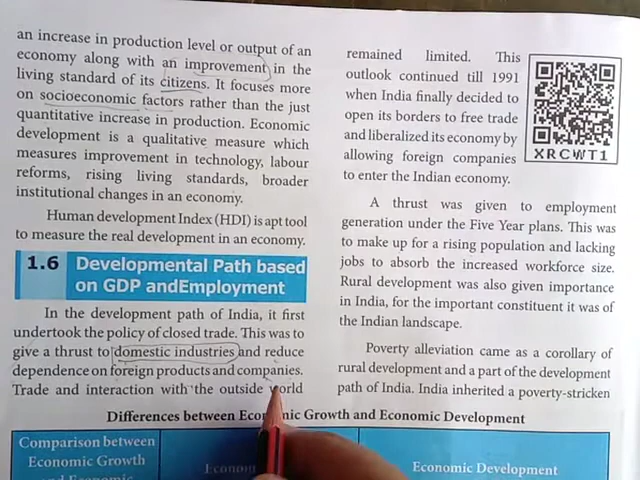 an increase in production level or output of an
economy along with an improvement in the
living standard of its citizens. It focuses more
on socioeconomic factors rather than the just
quantitative increase in production. Economic
development is a qualitative measure which
measures improvement in technology, labour
reforms, rising living standards, broader
institutional changes in an economy.
Human development Index (HDI) is apt tool
to measure the real development in an economy.
1.6 Developmental Path based
on GDP andEmployment
In the development path of India, it first
undertook the policy of closed trade. This was to
give a thrust to domestic industries and reduce
dependence on foreign products and companies.
Trade and interaction with the outside world
remained limited. This
outlook continued till 1991
when India finally decided to
open its borders to free trade
and liberalized its economy by
allowing foreign companies
to enter the Indian economy.
XRCWT1
A thrust was given to employment
generation under the Five Year plans. This was
to make up for a rising population and lacking
jobs to absorb the increased workforce size.
Rural development was also given importance
in India, for the important constituent it was of
the Indian landscape.
Poverty alleviation came as a corollary of
rural development and a part of the development
path of India. India inherited a poverty-stricken
Differences between Economic Growth and Economic Development
Comparison between
Economic Growth
and Economic
Econom
Economic Development